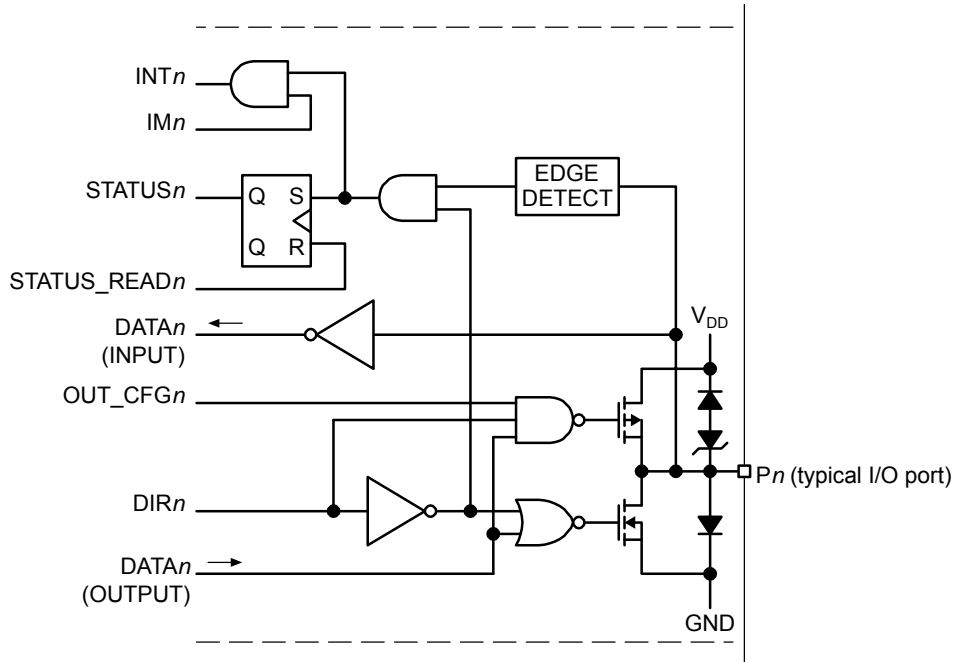 INTn
IMn
EDGE
DETECT
STATUSn
Q S
Q R
STATUS_READn
DATAn
(INPUT)
VDD
OUT_CFGn
Pn (typical I/O port)
DIRn
DATAn
(OUTPUT)
GND